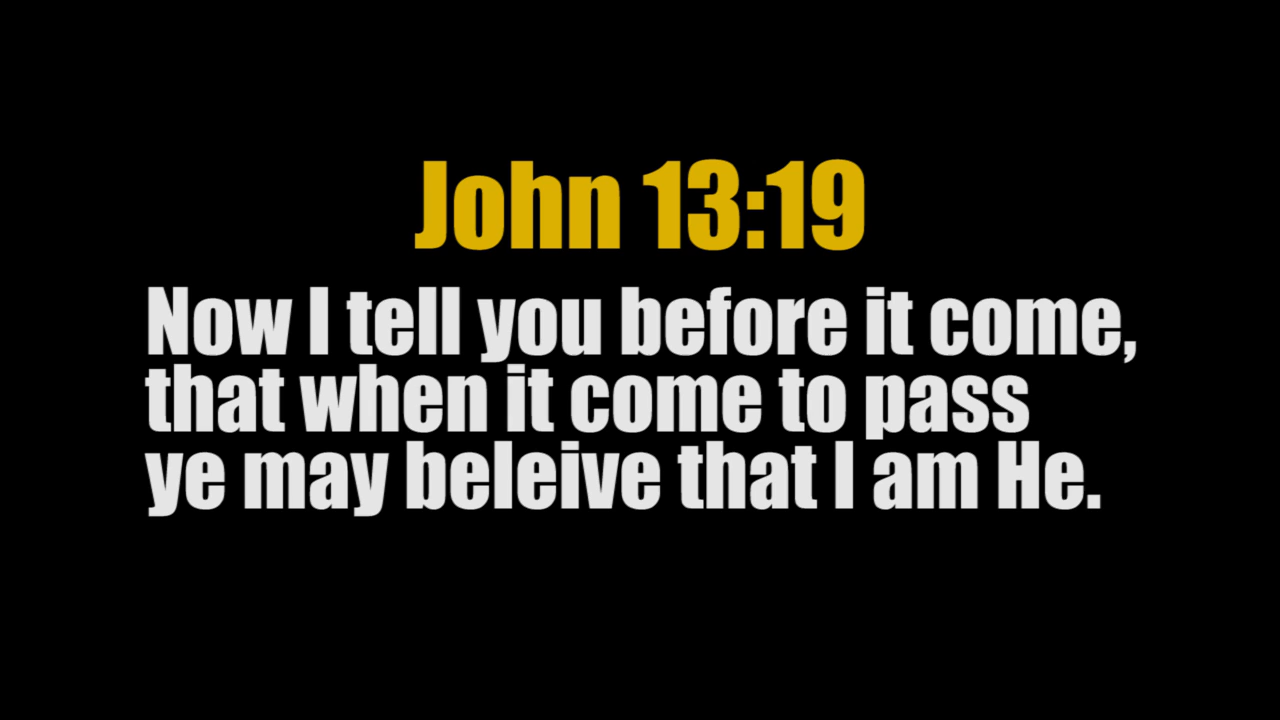 John 13:19
Now I tell you before it come,
that when it come to pass
ye may beleive that I am He.